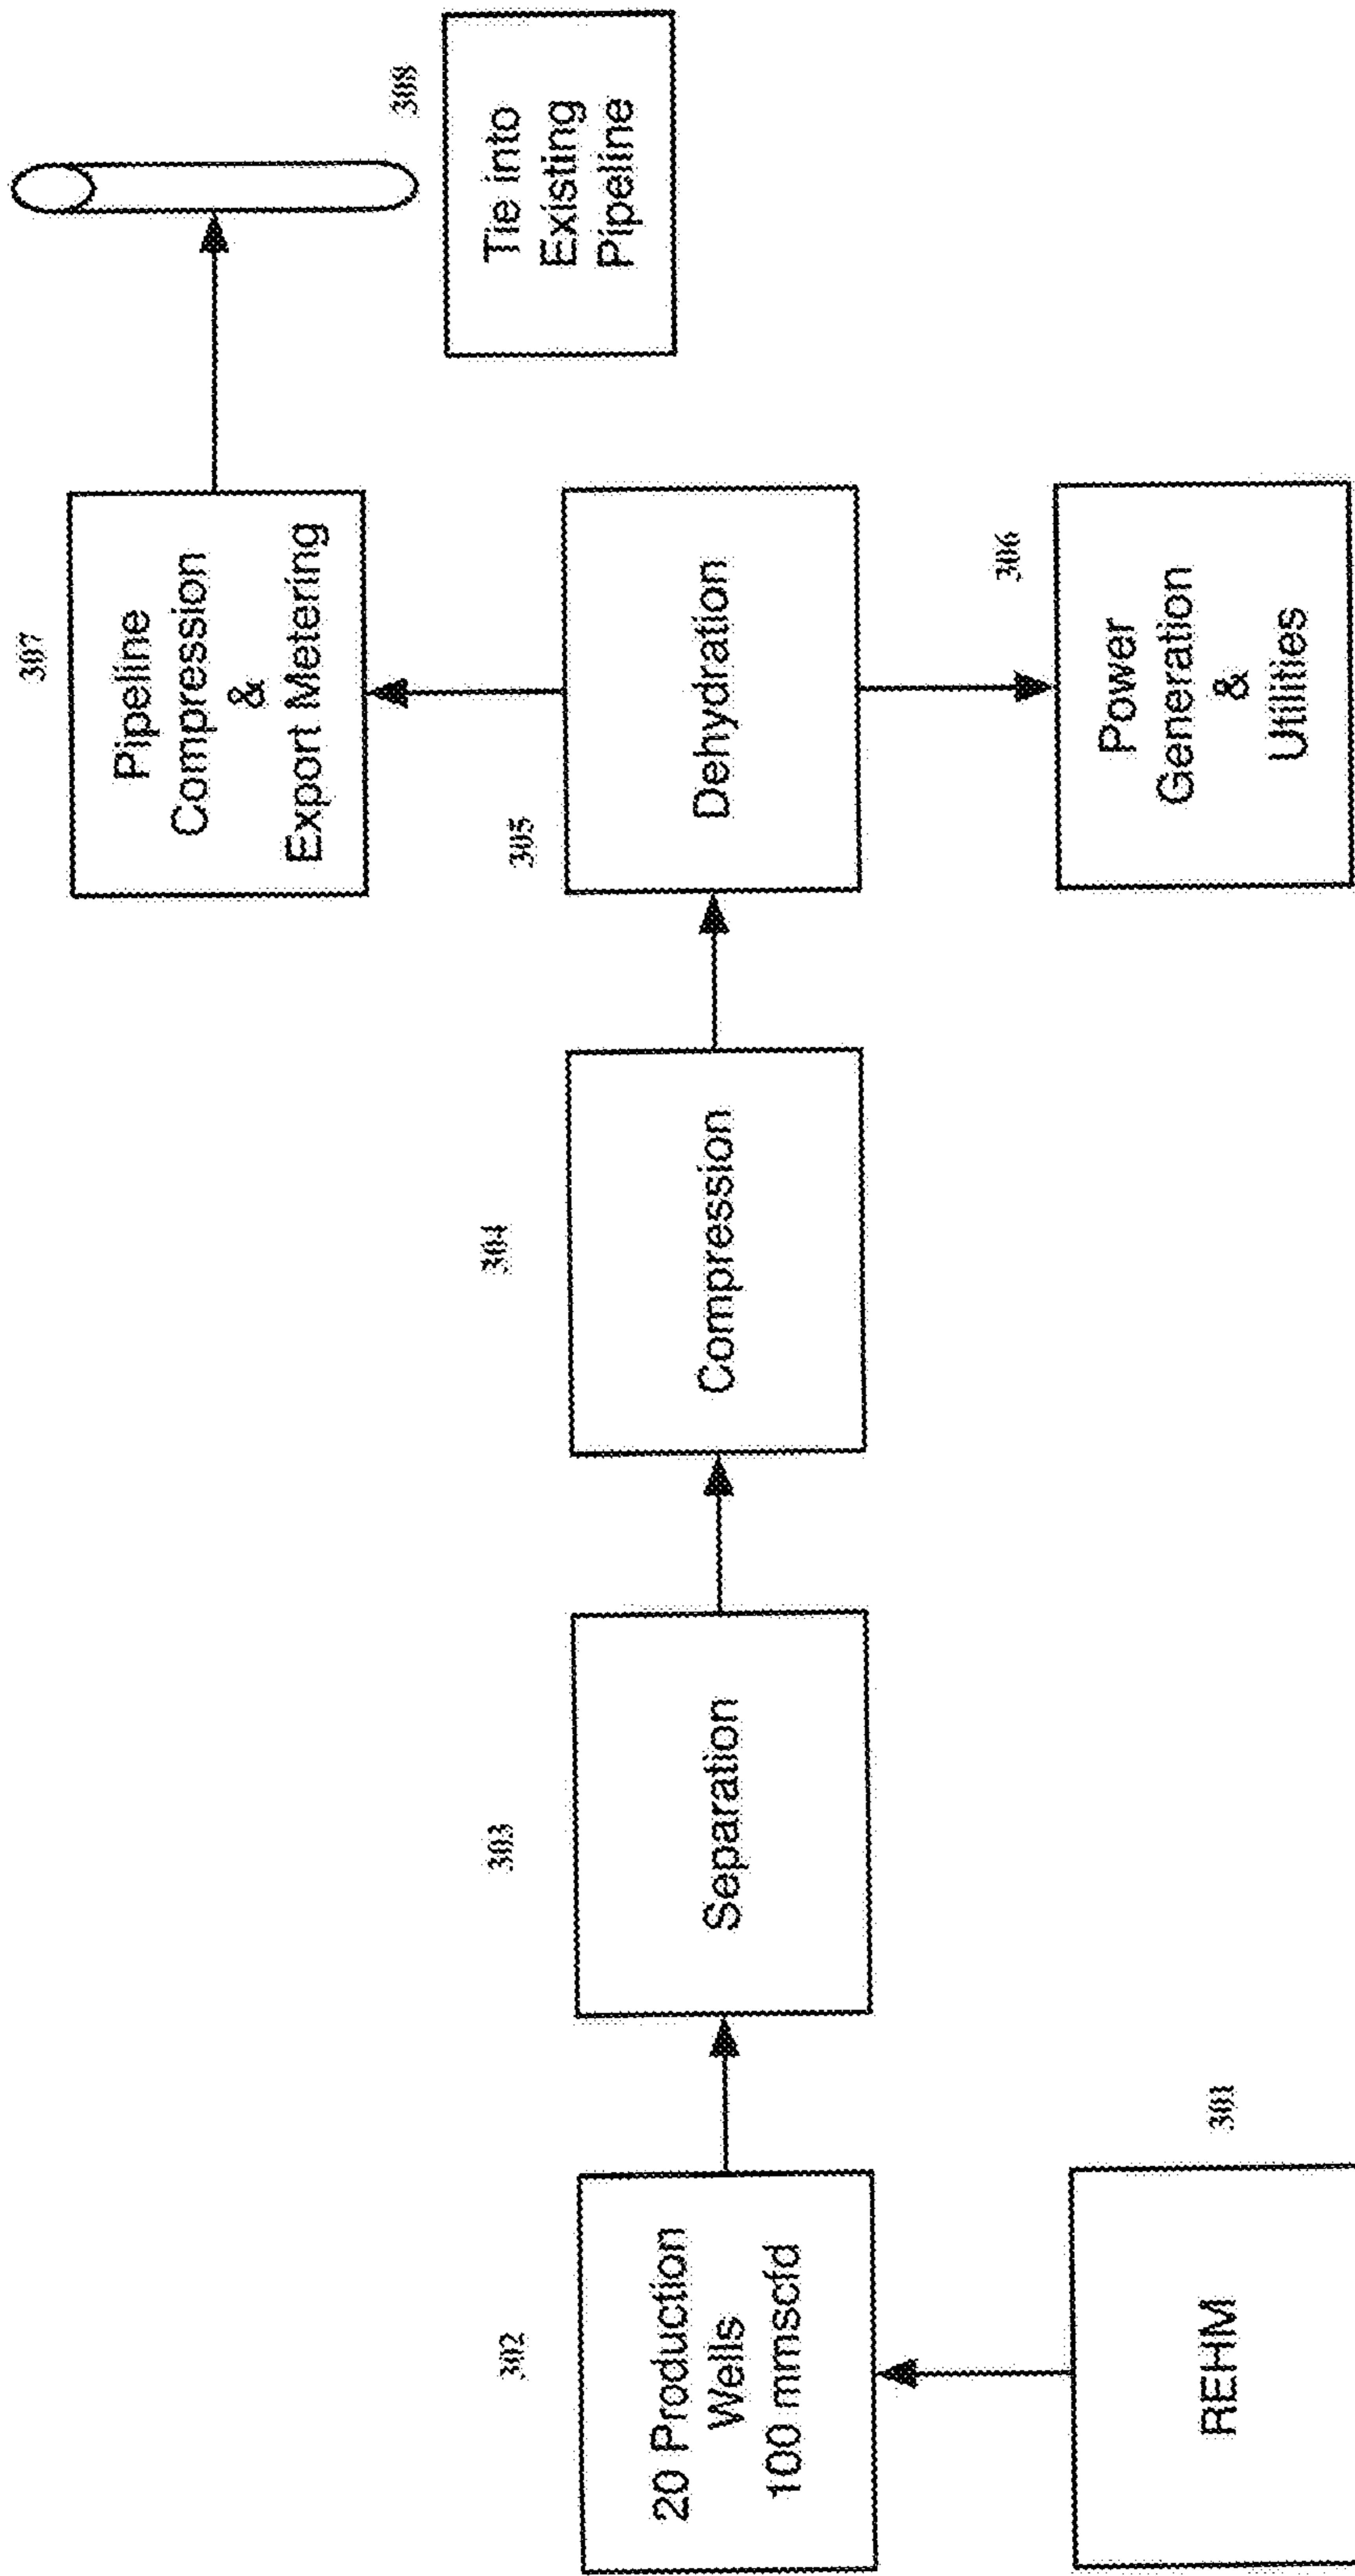 307
Pipeline
Compression
&
Export Metering
308
Tie into
Existing
Pipeline
302
20 Production
Wells
100 mmscfd
303
Separation
304
Compression
305
Dehydration
301
REHM
306
Power
Generation
&
Utilities